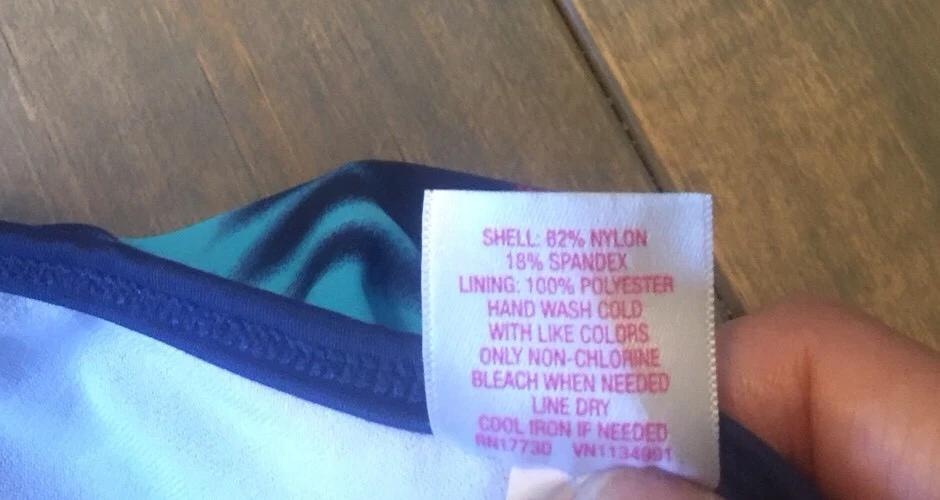 SHELL: 82% NYLON
18% SPANDEX
LINING: 100% POLYESTER
HAND WASH COLD
WITH LIKE COLORS
ONLY NON-CHLORINE
BLEACH WHEN NEEDED
LINE DRY
COOL IRON IF NEEDED
RN17730